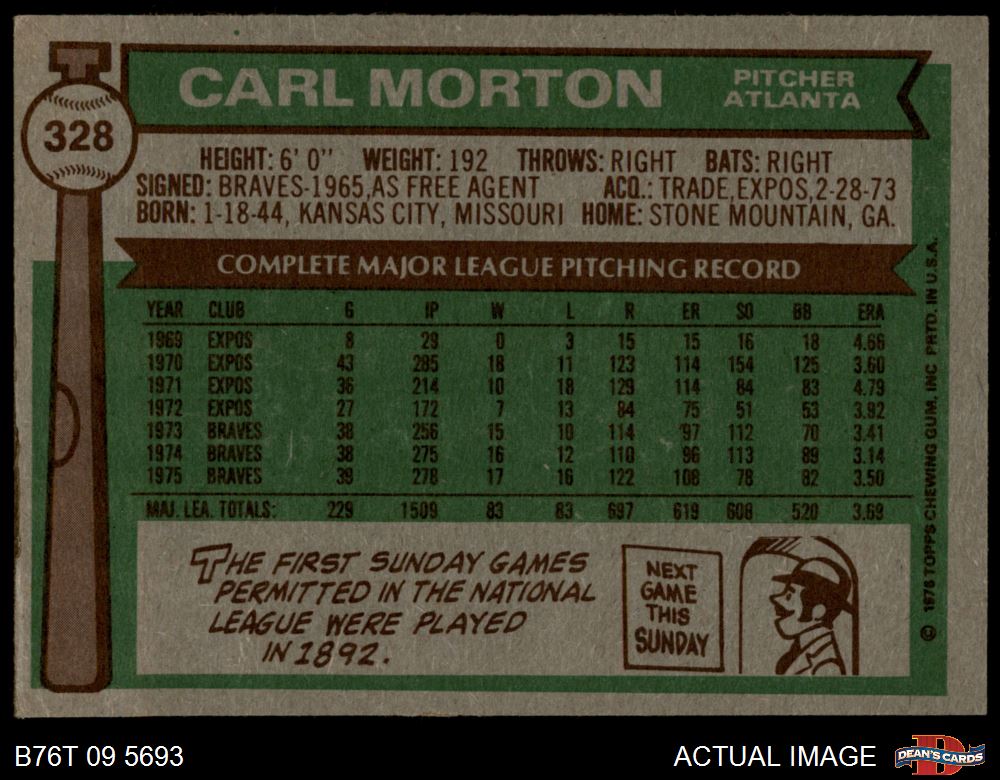 CARL MORTON
PITCHER
ATLANTA
328
HEIGHT: 6' 0" WEIGHT: 192 THROWS: RIGHT BATS: RIGHT
SIGNED: BRAVES-1965, AS FREE AGENT ACQ.: TRADE, EXPOS, 2-28-73
BORN: 1-18-44, KANSAS CITY, MISSOURI HOME: STONE MOUNTAIN, GA.
COMPLETE MAJOR LEAGUE PITCHING RECORD
YEAR CLUB G IP W L R ER SO BB ERA
1969 EXPOS 8 29 0 3 15 15 16 18 4.66
1970 EXPOS 43 285 18 11 123 114 154 125 3.60
1971 EXPOS 36 214 10 18 129 114 84 83 4.79
1972 EXPOS 27 172 7 13 84 75 51 53 3.92
1973 BRAVES 38 256 15 10 114 97 112 70 3.41
1974 BRAVES 38 275 16 12 110 96 113 89 3.14
1975 BRAVES 39 278 17 16 122 108 78 82 3.50
MAJ. LEA. TOTALS: 229 1509 83 83 697 619 608 520 3.69
THE FIRST SUNDAY GAMES
PERMITTED IN THE NATIONAL
LEAGUE WERE PLAYED
IN 1892.
NEXT
GAME
THIS
SUNDAY
© 1976 TOPPS CHEWING GUM, INC PRTD. IN U.S.A.
B76T 09 5693
ACTUAL IMAGE
DEAN'S CARDS